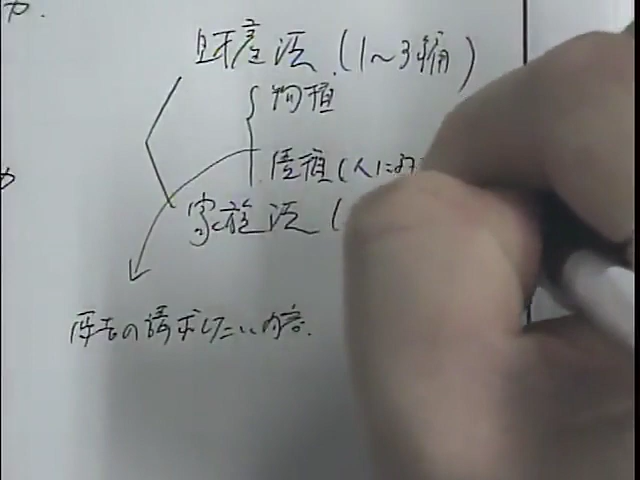 財産法 (1~3編)
物権
債権 (人に対
家族法 (
原告の請求したい内容.